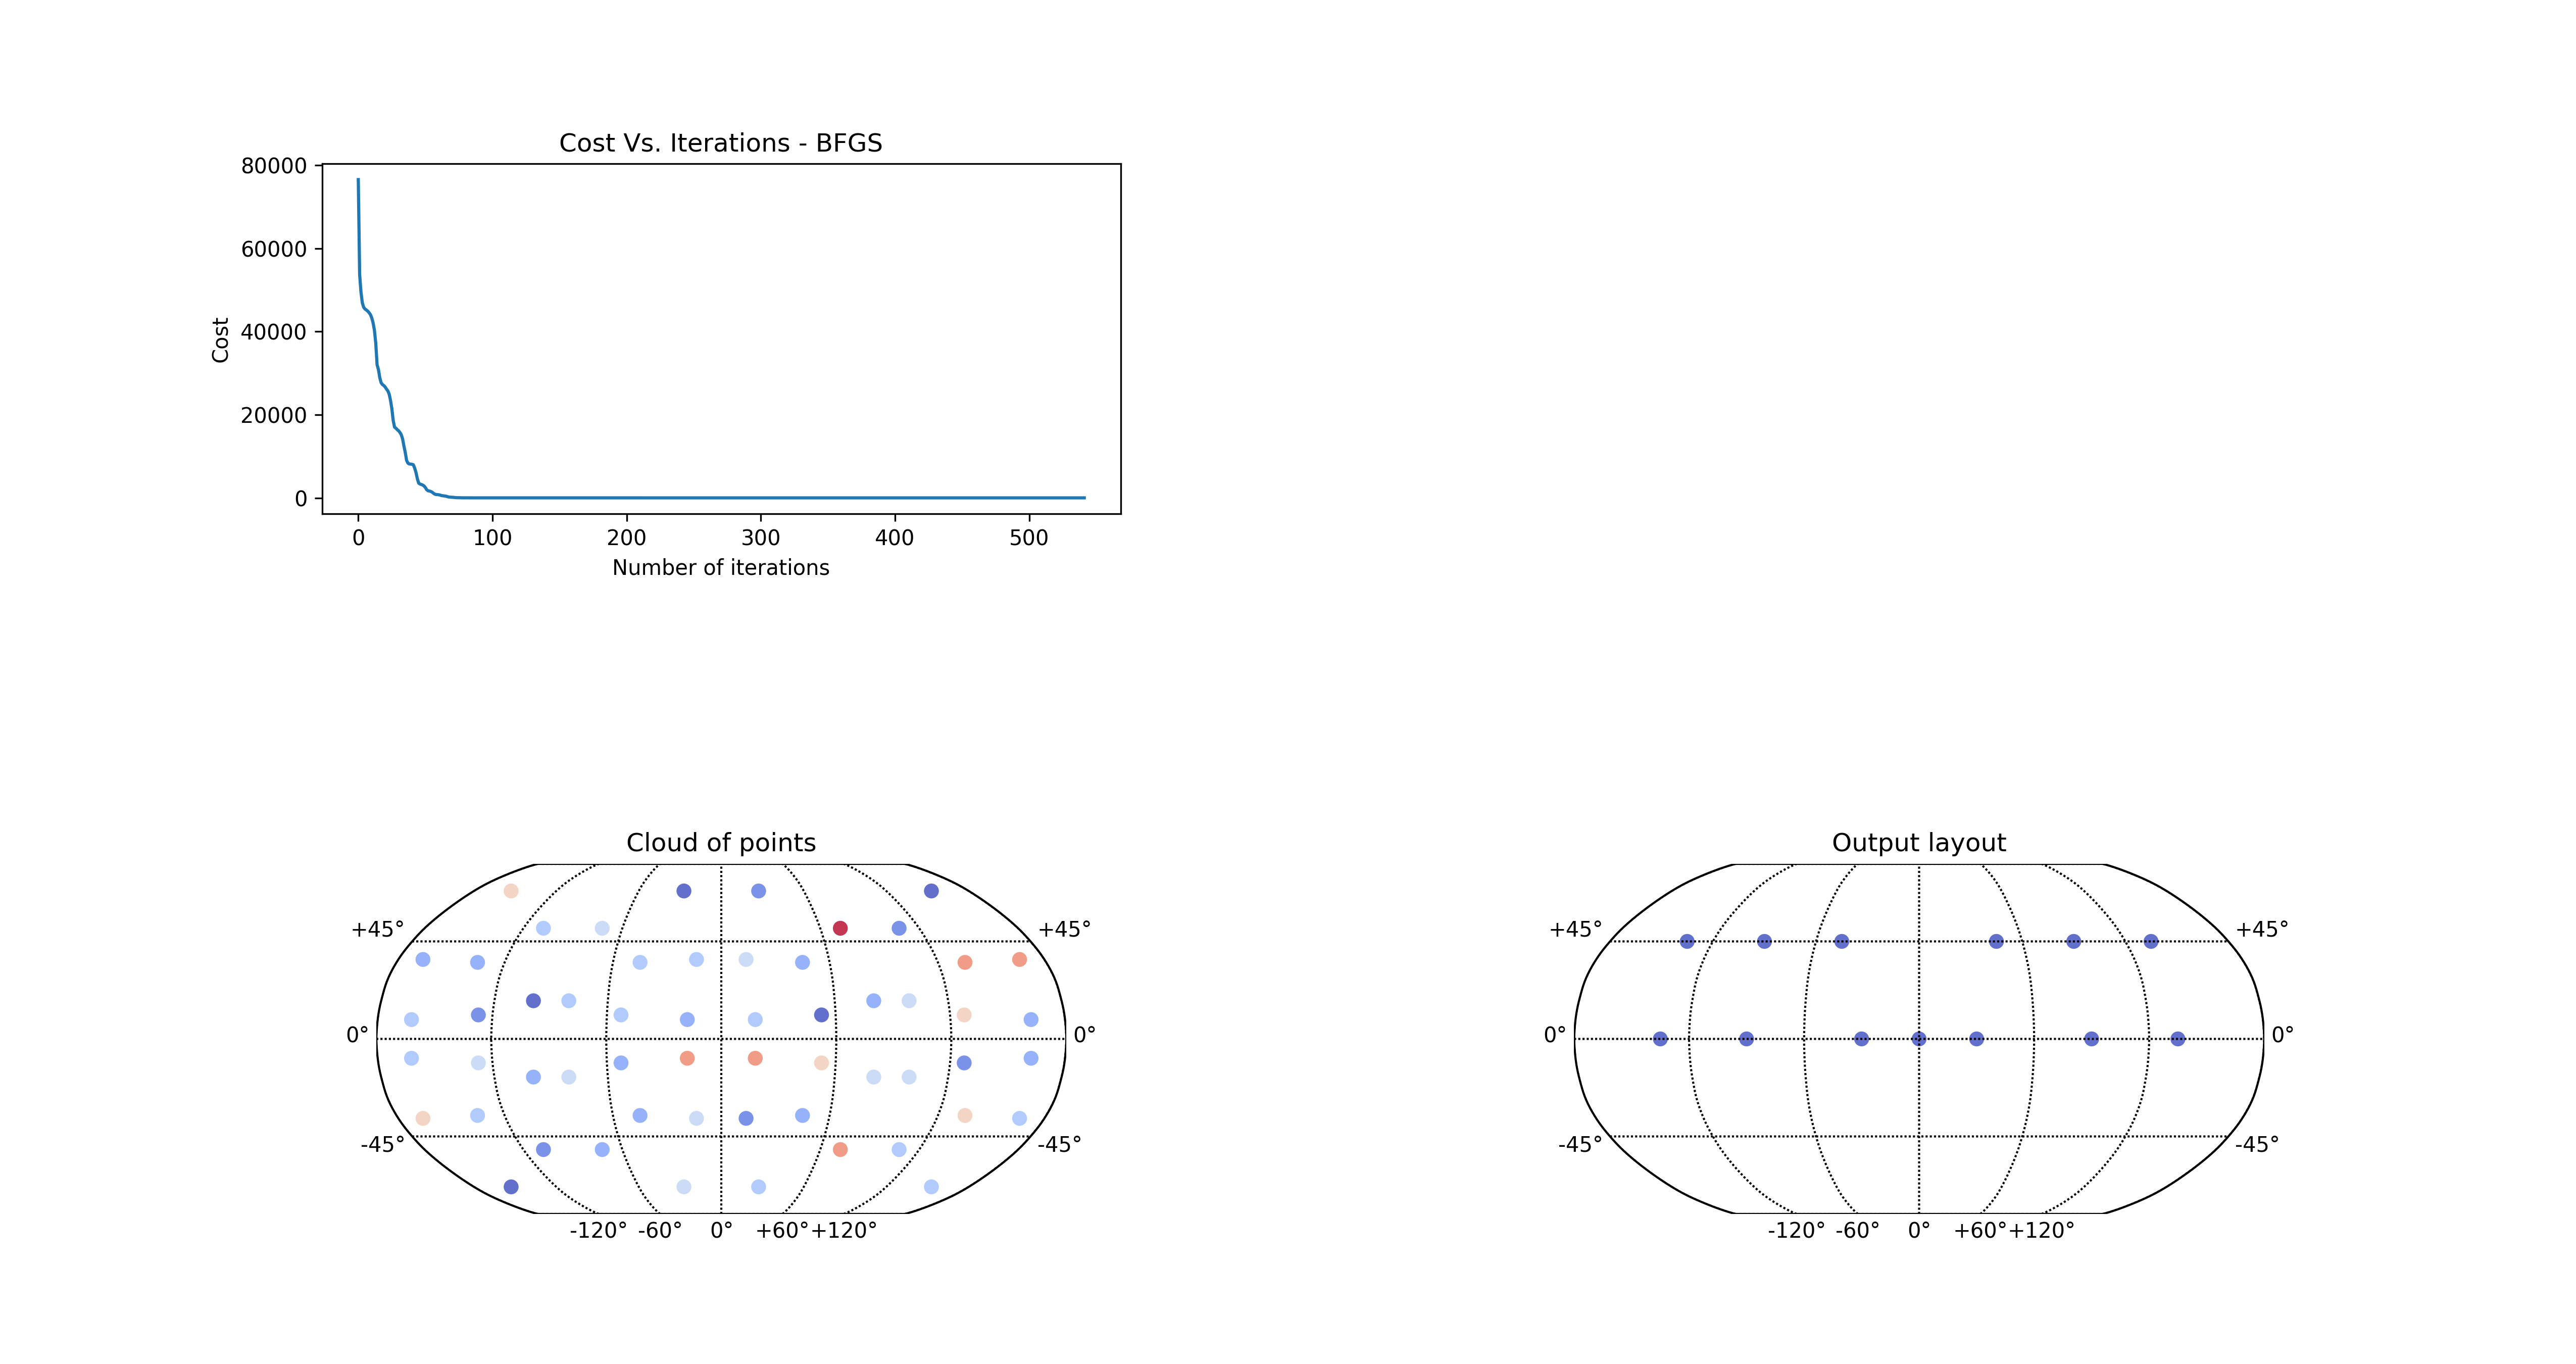 Cost Vs. Iterations - BFGS
80000
60000
40000
20000
0
Cost
0 100 200 300 400 500
Number of iterations
Cloud of points
+45° +45°
0° 0°
-45° -45°
-120° -60° 0° +60° +120°
Output layout
+45° +45°
0° 0°
-45° -45°
-120° -60° 0° +60° +120°